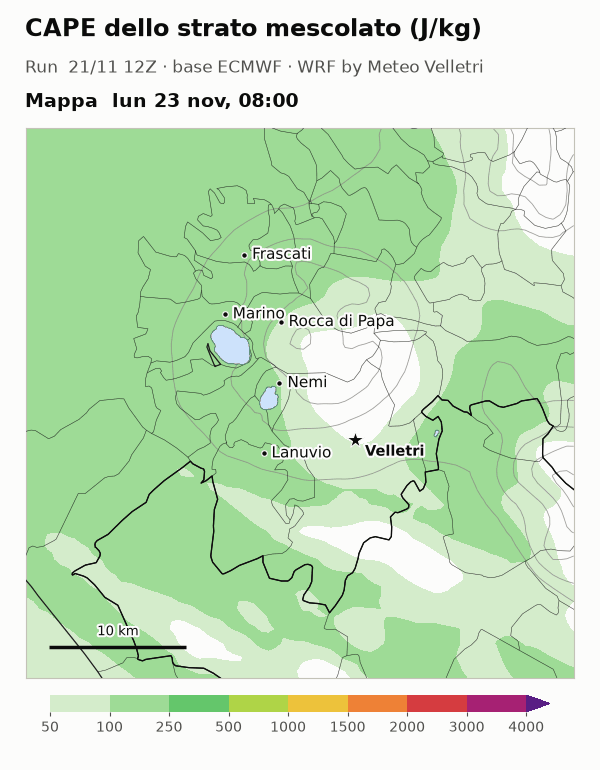 CAPE dello strato mescolato (J/kg)
Run  21/11 12Z · base ECMWF · WRF by Meteo Velletri
Mappa  lun 23 nov, 08:00
Frascati
Marino
Rocca di Papa
Nemi
Velletri
Lanuvio
10 km
50 100 250 500 1000 1500 2000 3000 4000